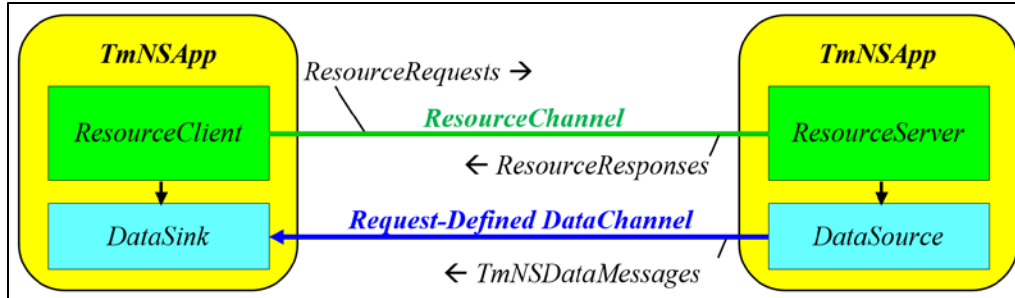 TmNSApp
TmNSApp
ResourceRequests →
ResourceClient
ResourceChannel
ResourceServer
← ResourceResponses
DataSink
Request-Defined DataChannel
DataSource
← TmNSDataMessages